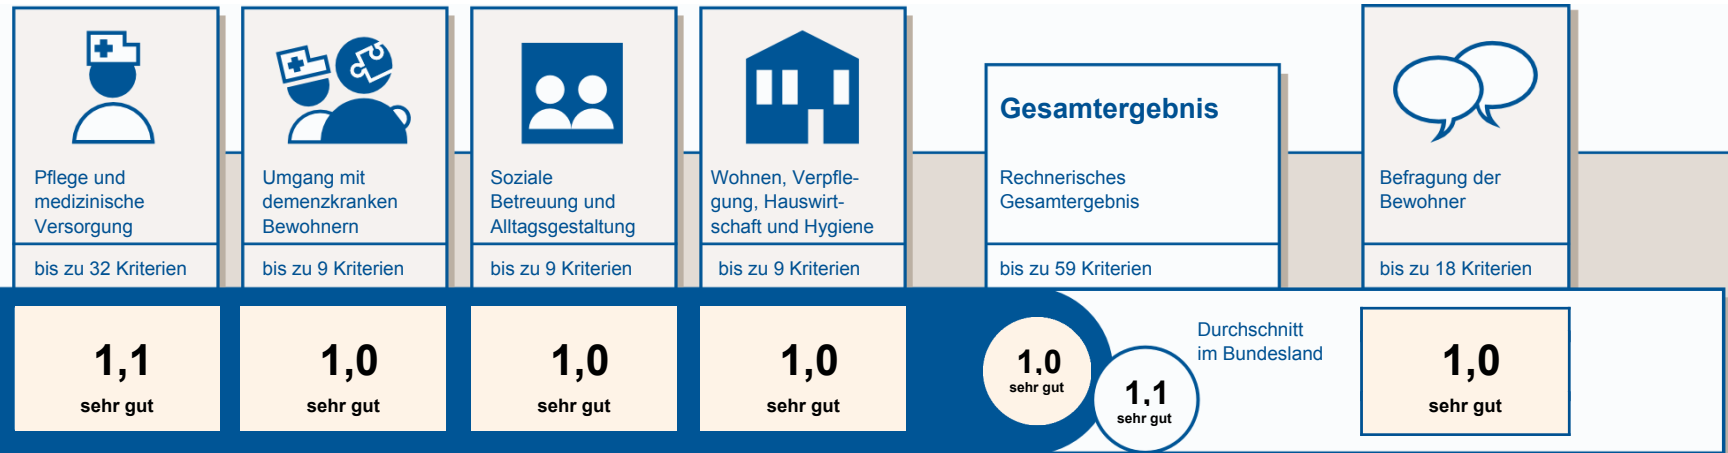 Pflege und
medizinische
Versorgung
bis zu 32 Kriterien
1,1
sehr gut
Umgang mit
demenzkranken
Bewohnern
bis zu 9 Kriterien
1,0
sehr gut
Soziale
Betreuung und
Alltagsgestaltung
bis zu 9 Kriterien
1,0
sehr gut
Wohnen, Verpfle-
gung, Hauswirt-
schaft und Hygiene
bis zu 9 Kriterien
1,0
sehr gut
Gesamtergebnis
Rechnerisches
Gesamtergebnis
bis zu 59 Kriterien
1,0
sehr gut
Durchschnitt
im Bundesland
1,1
sehr gut
Befragung der
Bewohner
bis zu 18 Kriterien
1,0
sehr gut